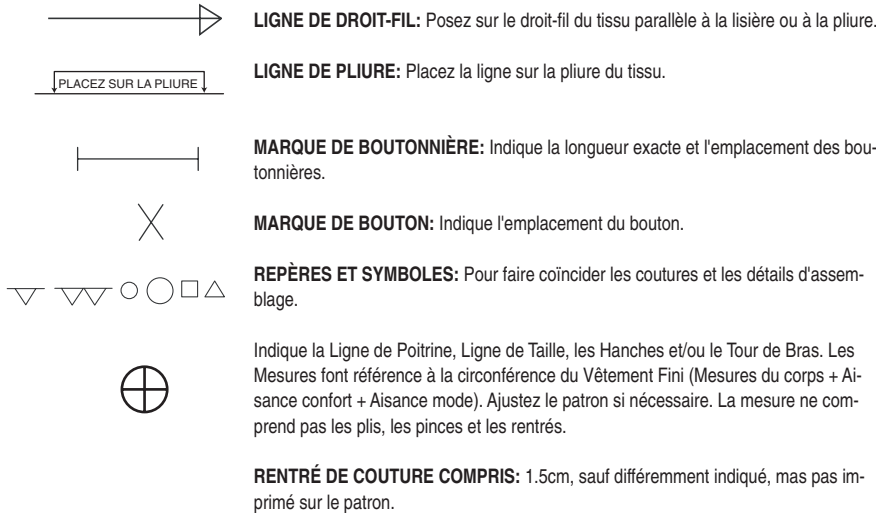 LIGNE DE DROIT-FIL: Posez sur le droit-fil du tissu parallèle à la lisière ou à la pliure.
PLACEZ SUR LA PLIURE
LIGNE DE PLIURE: Placez la ligne sur la pliure du tissu.
MARQUE DE BOUTONNIÈRE: Indique la longueur exacte et l'emplacement des bou-
tonnières.
MARQUE DE BOUTON: Indique l'emplacement du bouton.
REPÈRES ET SYMBOLES: Pour faire coïncider les coutures et les détails d'assem-
blage.
Indique la Ligne de Poitrine, Ligne de Taille, les Hanches et/ou le Tour de Bras. Les
Mesures font référence à la circonférence du Vêtement Fini (Mesures du corps + Ai-
sance confort + Aisance mode). Ajustez le patron si nécessaire. La mesure ne com-
prend pas les plis, les pinces et les rentrés.
RENTRÉ DE COUTURE COMPRIS: 1.5cm, sauf différemment indiqué, mas pas im-
primé sur le patron.